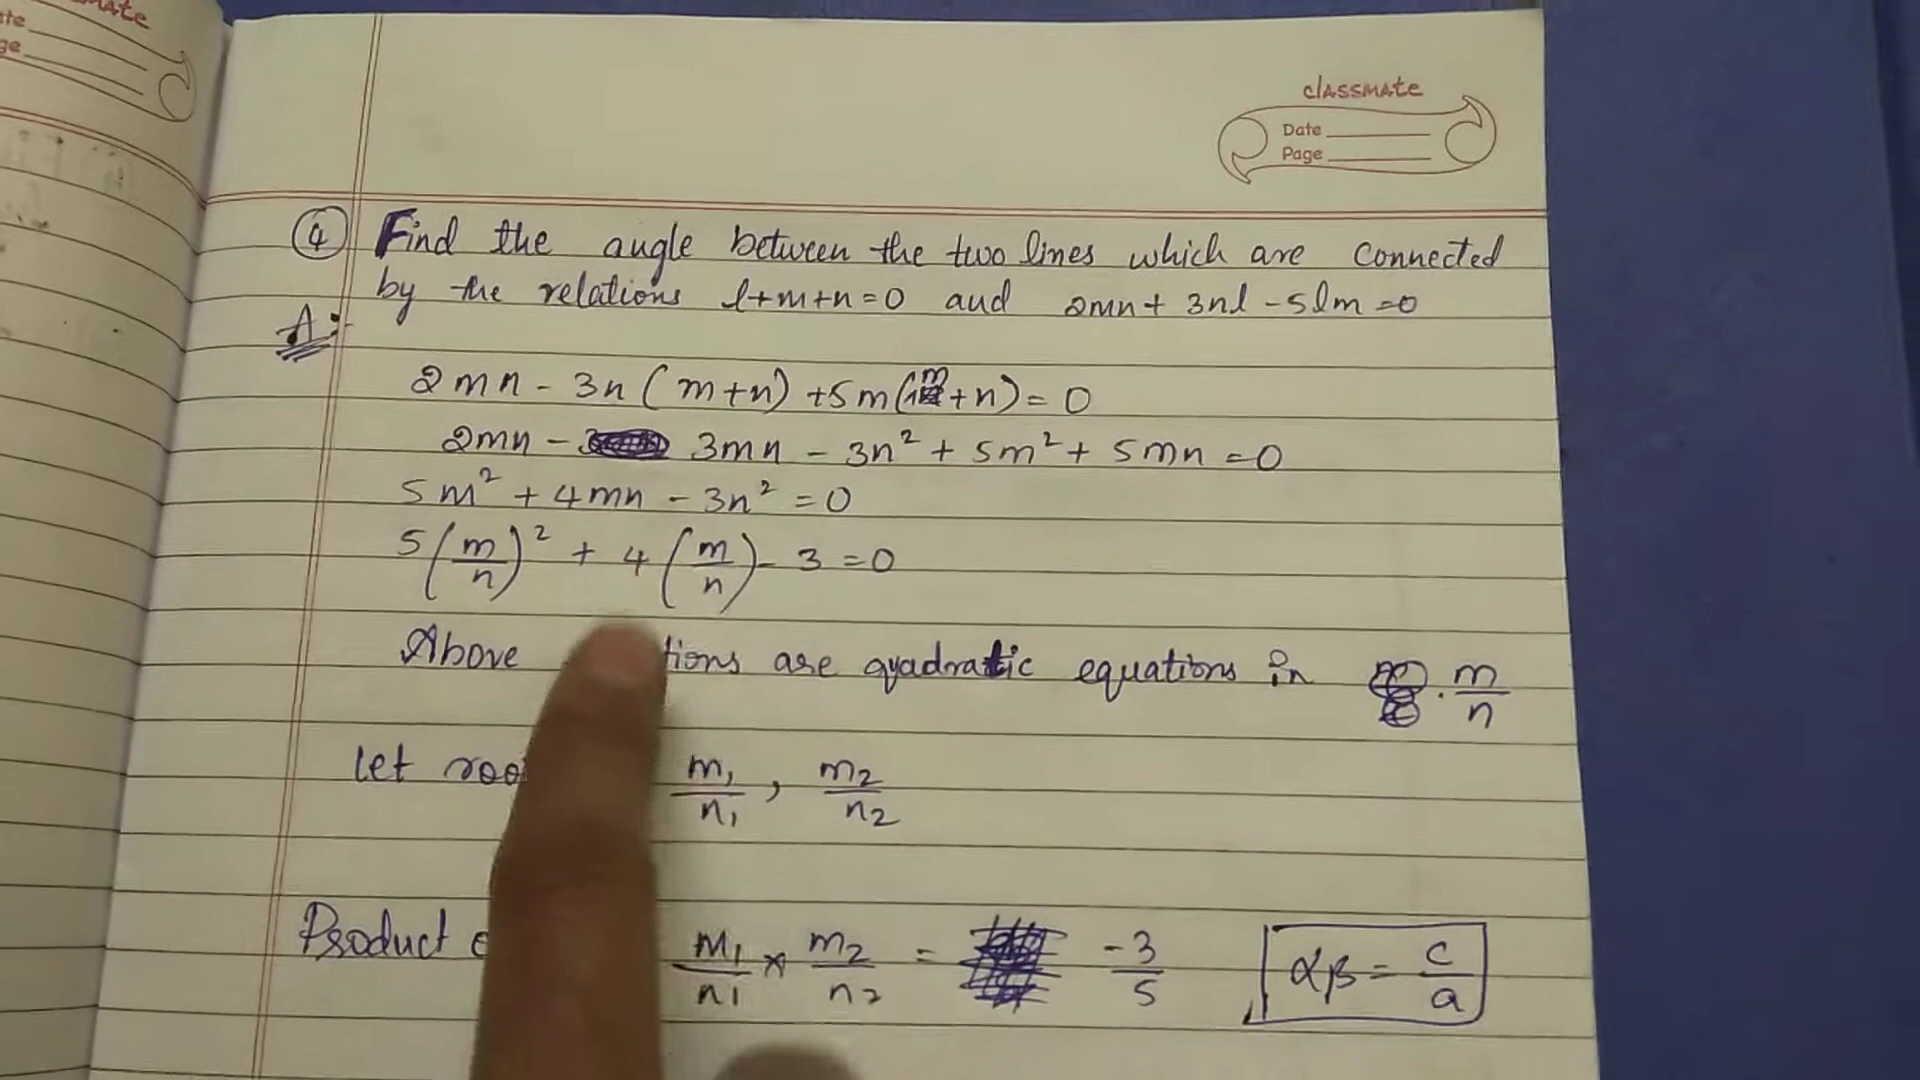 classmate
Date
Page
classmate
Date
Page
④ Find the angle between the two lines which are connected
by the relations l+m+n=0 and 2mn+3nl-5lm=0
A:-
2mn - 3n (m+n) +5m(m+n)=0
2mn - 3mn - 3n² + 5m² + 5mn =0
5m² + 4mn - 3n² =0
5(m/n)² + 4(m/n) - 3 =0
Above tions are quadratic equations in m/n
Let roo m₁/n₁ , m₂/n₂
Product m₁/n₁ × m₂/n₂ = -3/5 αβ = c/a